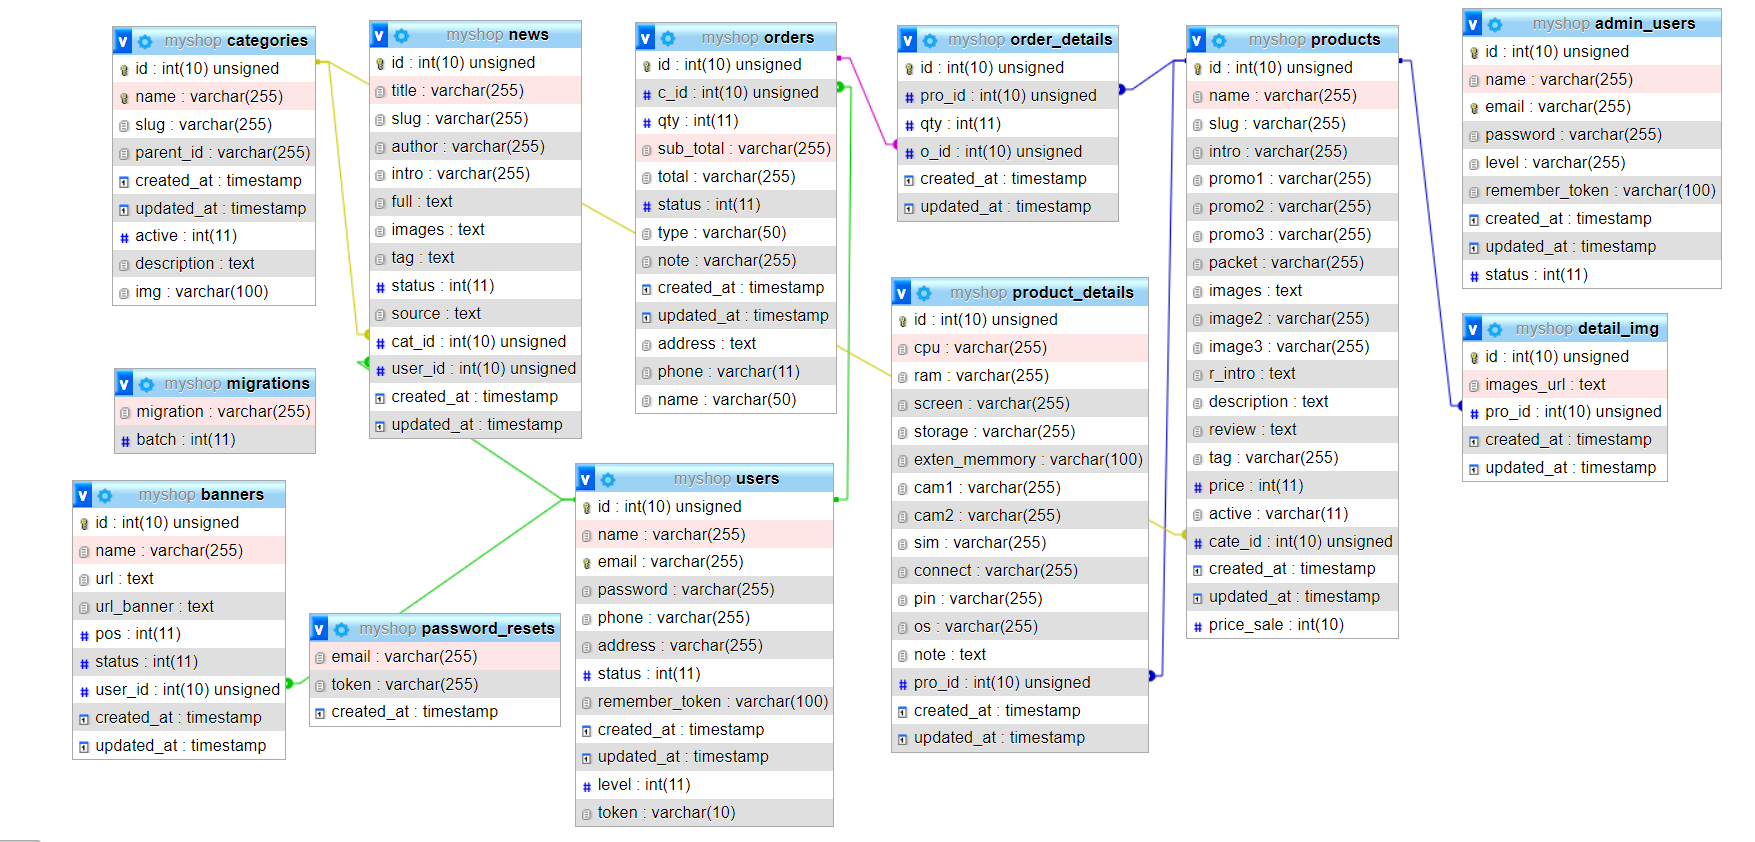 v myshop categories
id : int(10) unsigned
name : varchar(255)
slug : varchar(255)
parent_id : varchar(255)
created_at : timestamp
updated_at : timestamp
# active : int(11)
description : text
img : varchar(100)
v myshop migrations
migration : varchar(255)
# batch : int(11)
v myshop banners
id : int(10) unsigned
name : varchar(255)
url : text
url_banner : text
# pos : int(11)
# status : int(11)
# user_id : int(10) unsigned
created_at : timestamp
updated_at : timestamp
v myshop news
id : int(10) unsigned
title : varchar(255)
slug : varchar(255)
author : varchar(255)
intro : varchar(255)
full : text
images : text
tag : text
# status : int(11)
source : text
# cat_id : int(10) unsigned
# user_id : int(10) unsigned
created_at : timestamp
updated_at : timestamp
v myshop password_resets
email : varchar(255)
token : varchar(255)
created_at : timestamp
v myshop orders
id : int(10) unsigned
# c_id : int(10) unsigned
# qty : int(11)
sub_total : varchar(255)
total : varchar(255)
# status : int(11)
type : varchar(50)
note : varchar(255)
created_at : timestamp
updated_at : timestamp
address : text
phone : varchar(11)
name : varchar(50)
v myshop users
id : int(10) unsigned
name : varchar(255)
email : varchar(255)
password : varchar(255)
phone : varchar(255)
address : varchar(255)
# status : int(11)
remember_token : varchar(100)
created_at : timestamp
updated_at : timestamp
# level : int(11)
token : varchar(10)
v myshop order_details
id : int(10) unsigned
# pro_id : int(10) unsigned
# qty : int(11)
# o_id : int(10) unsigned
created_at : timestamp
updated_at : timestamp
v myshop product_details
id : int(10) unsigned
cpu : varchar(255)
ram : varchar(255)
screen : varchar(255)
storage : varchar(255)
exten_memmory : varchar(100)
cam1 : varchar(255)
cam2 : varchar(255)
sim : varchar(255)
connect : varchar(255)
pin : varchar(255)
os : varchar(255)
note : text
# pro_id : int(10) unsigned
created_at : timestamp
updated_at : timestamp
v myshop products
id : int(10) unsigned
name : varchar(255)
slug : varchar(255)
intro : varchar(255)
promo1 : varchar(255)
promo2 : varchar(255)
promo3 : varchar(255)
packet : varchar(255)
images : text
image2 : varchar(255)
image3 : varchar(255)
r_intro : text
description : text
review : text
tag : varchar(255)
# price : int(11)
active : varchar(11)
# cate_id : int(10) unsigned
created_at : timestamp
updated_at : timestamp
# price_sale : int(10)
v myshop admin_users
id : int(10) unsigned
name : varchar(255)
email : varchar(255)
password : varchar(255)
level : varchar(255)
remember_token : varchar(100)
created_at : timestamp
updated_at : timestamp
# status : int(11)
v myshop detail_img
id : int(10) unsigned
images_url : text
# pro_id : int(10) unsigned
created_at : timestamp
updated_at : timestamp